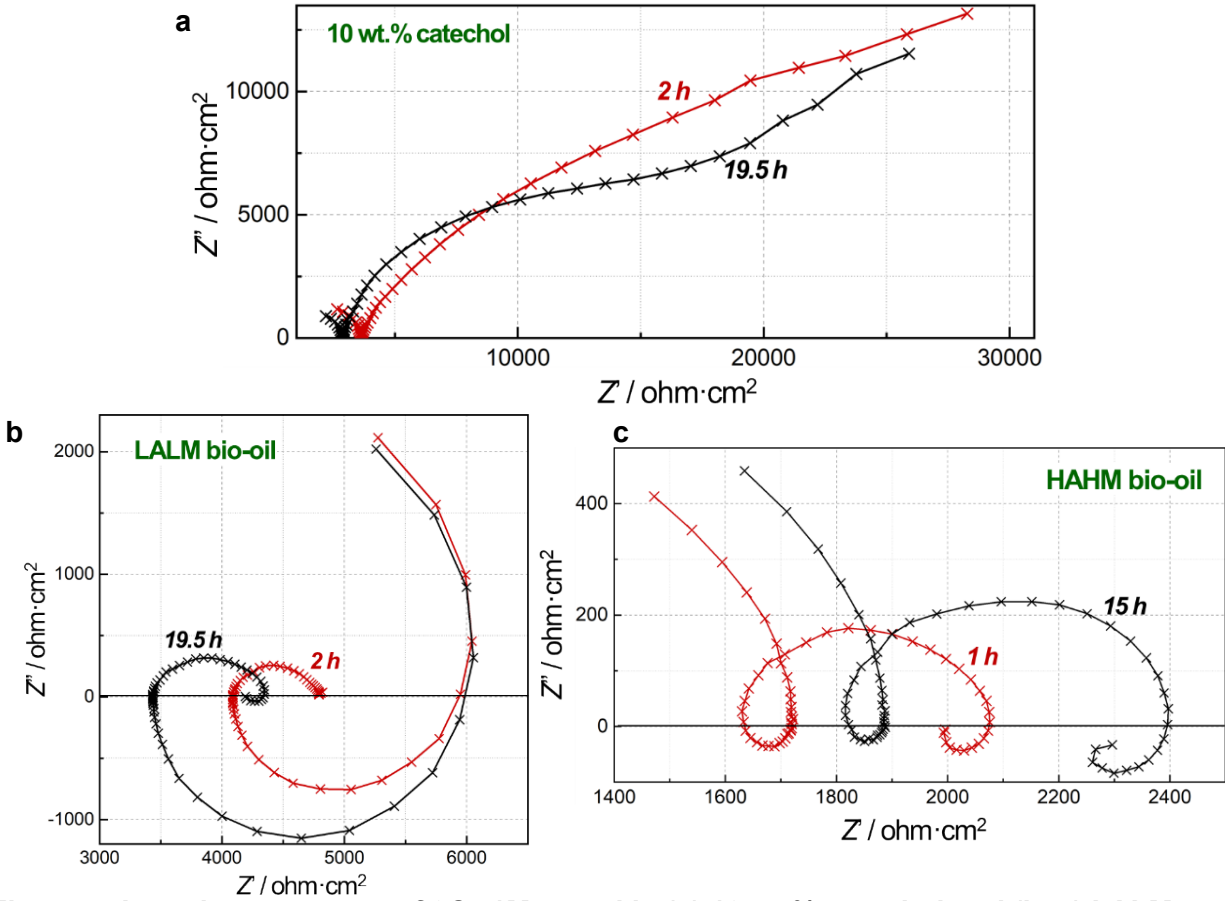 a
10 wt.% catechol
2 h
19.5 h
10000
5000
0
10000
20000
30000
Z" / ohm·cm2
Z' / ohm·cm2
b
LALM bio-oil
19.5 h
2 h
2000
1000
0
-1000
3000
4000
5000
6000
Z" / ohm·cm2
Z' / ohm·cm2
c
HAHM bio-oil
15 h
1 h
400
200
0
1400
1600
1800
2000
2200
2400
Z" / ohm·cm2
Z' / ohm·cm2